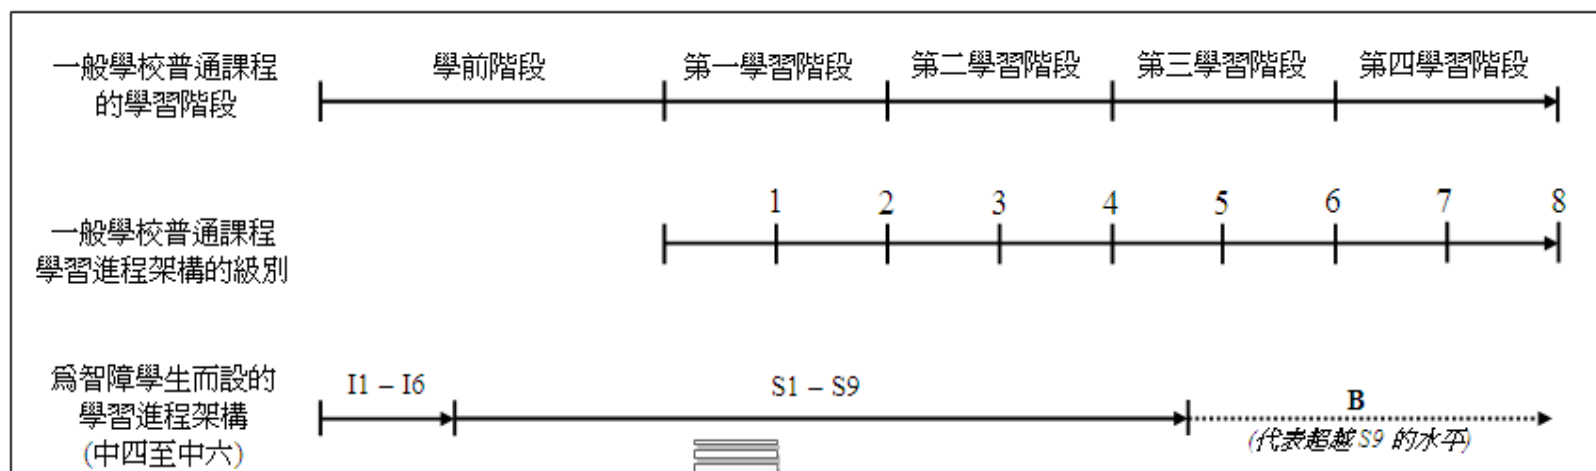 一般學校普通課程
的學習階段
學前階段
第一學習階段
第二學習階段
第三學習階段
第四學習階段
一般學校普通課程
學習進程架構的級別
1 2 3 4 5 6 7 8
爲智障學生而設的
學習進程架構
(中四至中六)
I1 – I6
S1 – S9
B
(代表超越 S9 的水平)